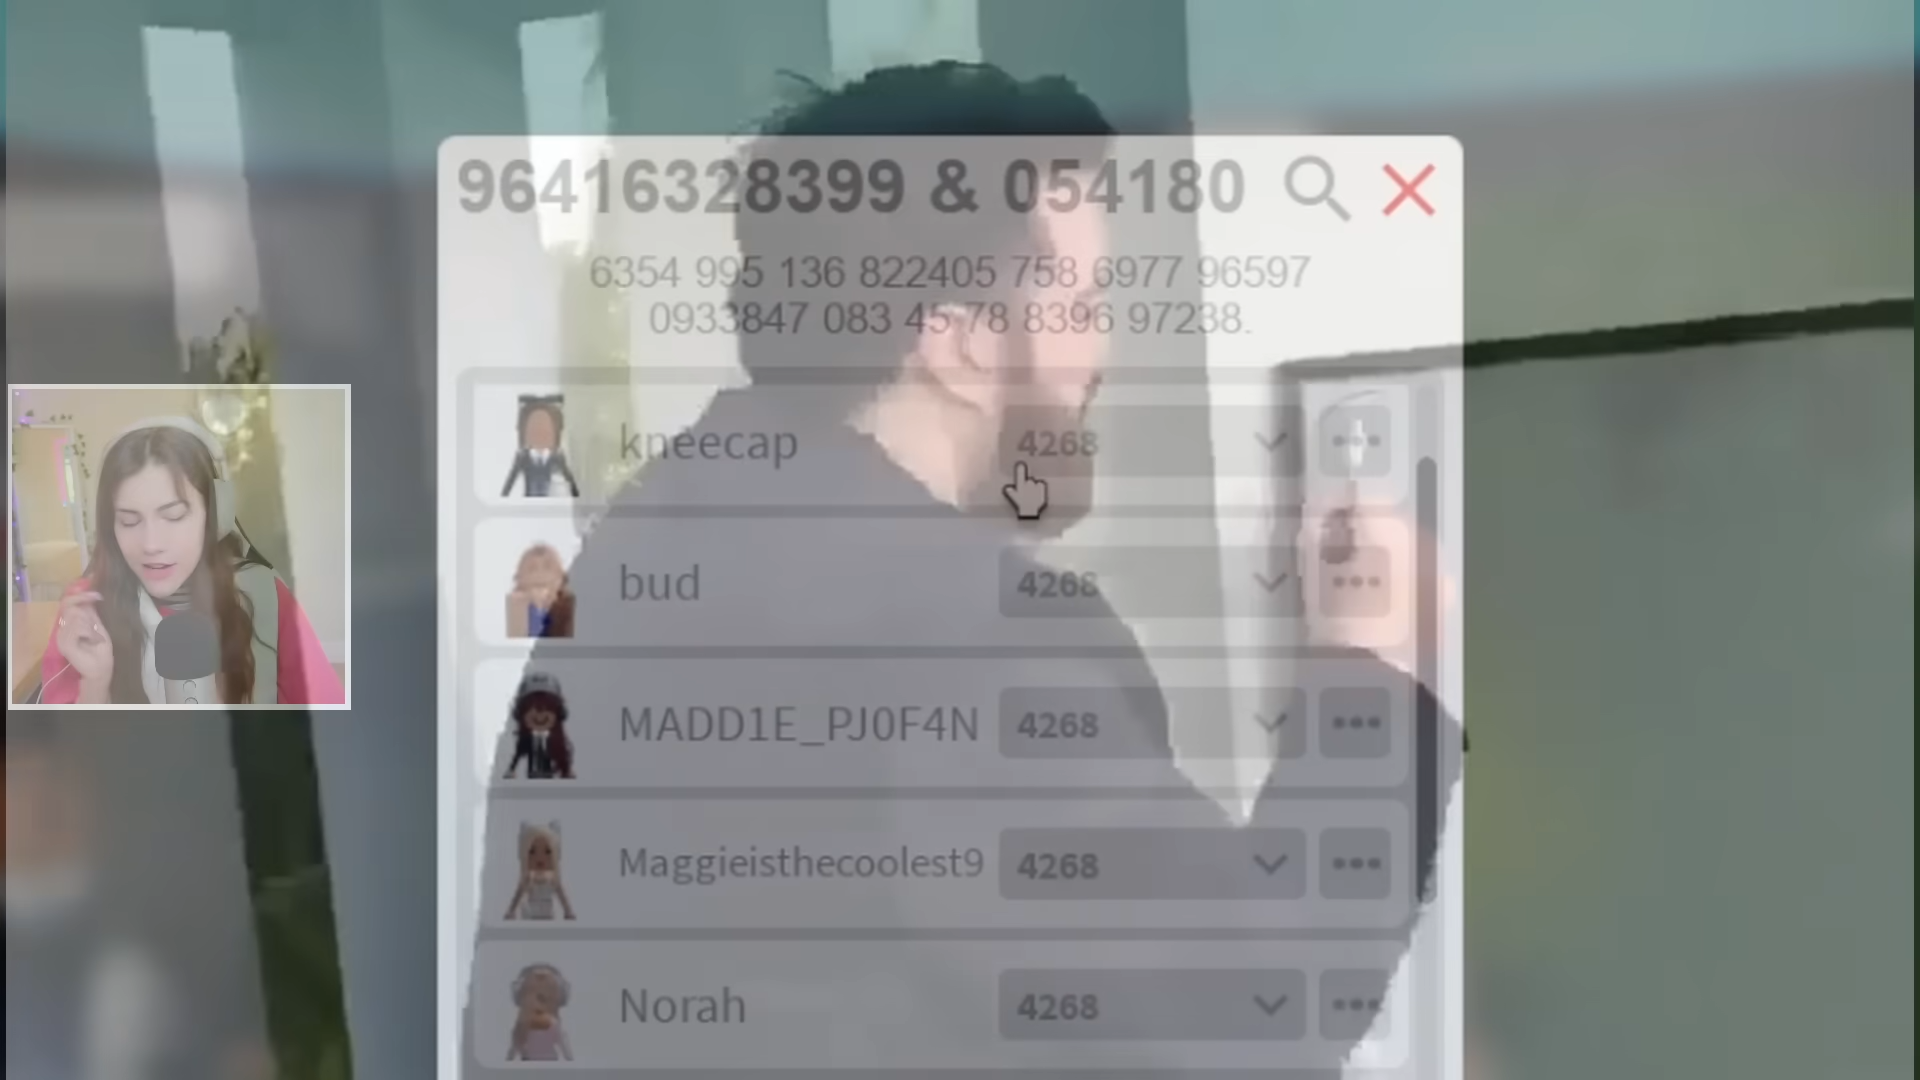 96416328399 & 054180
6354 995 136 822405 758 6977 96597
0933847 083 45 78 8396 97238.
kneecap 4268
bud 4268
MADD1E_PJ0F4N 4268
Maggieisthecoolest9 4268
Norah 4268